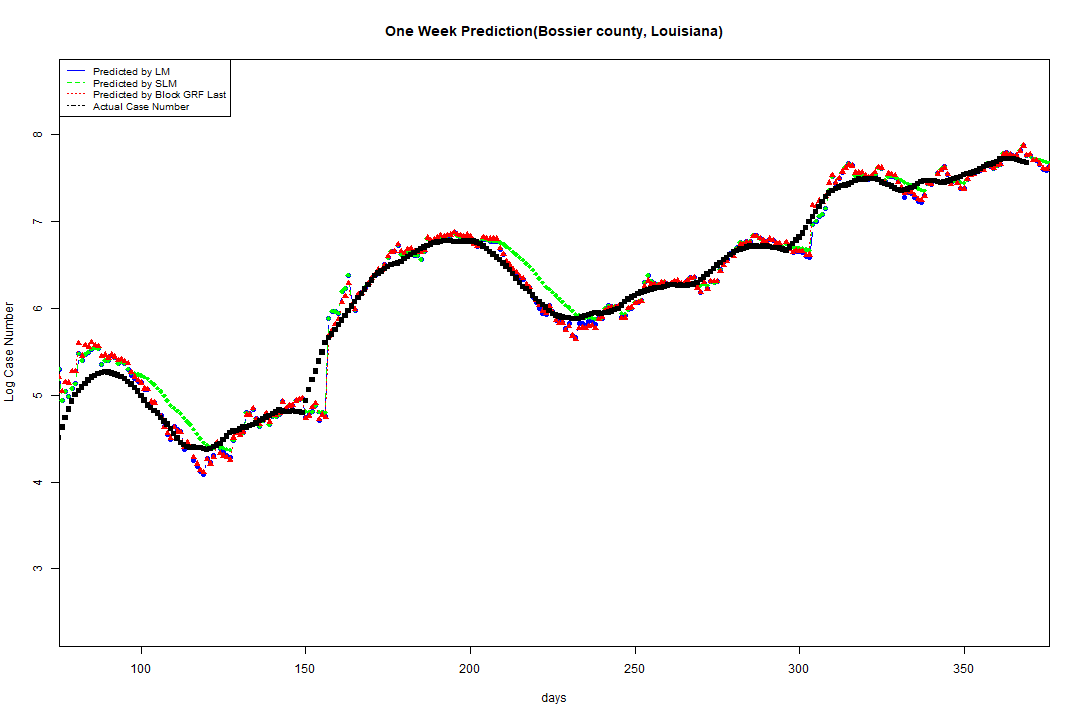 One Week Prediction(Bossier county, Louisiana)
Predicted by LM
Predicted by SLM
Predicted by Block GRF Last
Actual Case Number
8
7
6
5
4
3
Log Case Number
100 150 200 250 300 350
days